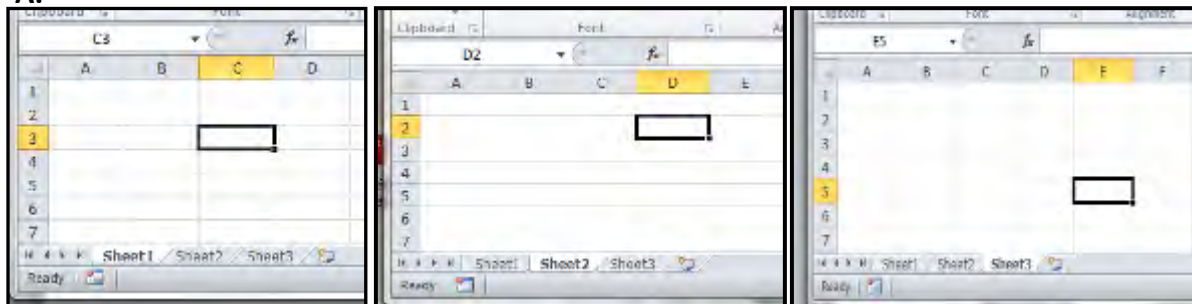 A.
Clipboard Font
C3 fx
A B C D
1
2
3
4
5
6
7
Sheet1 Sheet2 Sheet3
Ready
Clipboard Font A
D2 fx
A B C D E
1
2
3
4
5
6
7
Sheet1 Sheet2 Sheet3
Ready
Clipboard Font Alignment
E5 fx
A B C D E F
1
2
3
4
5
6
7
Sheet1 Sheet2 Sheet3
Ready